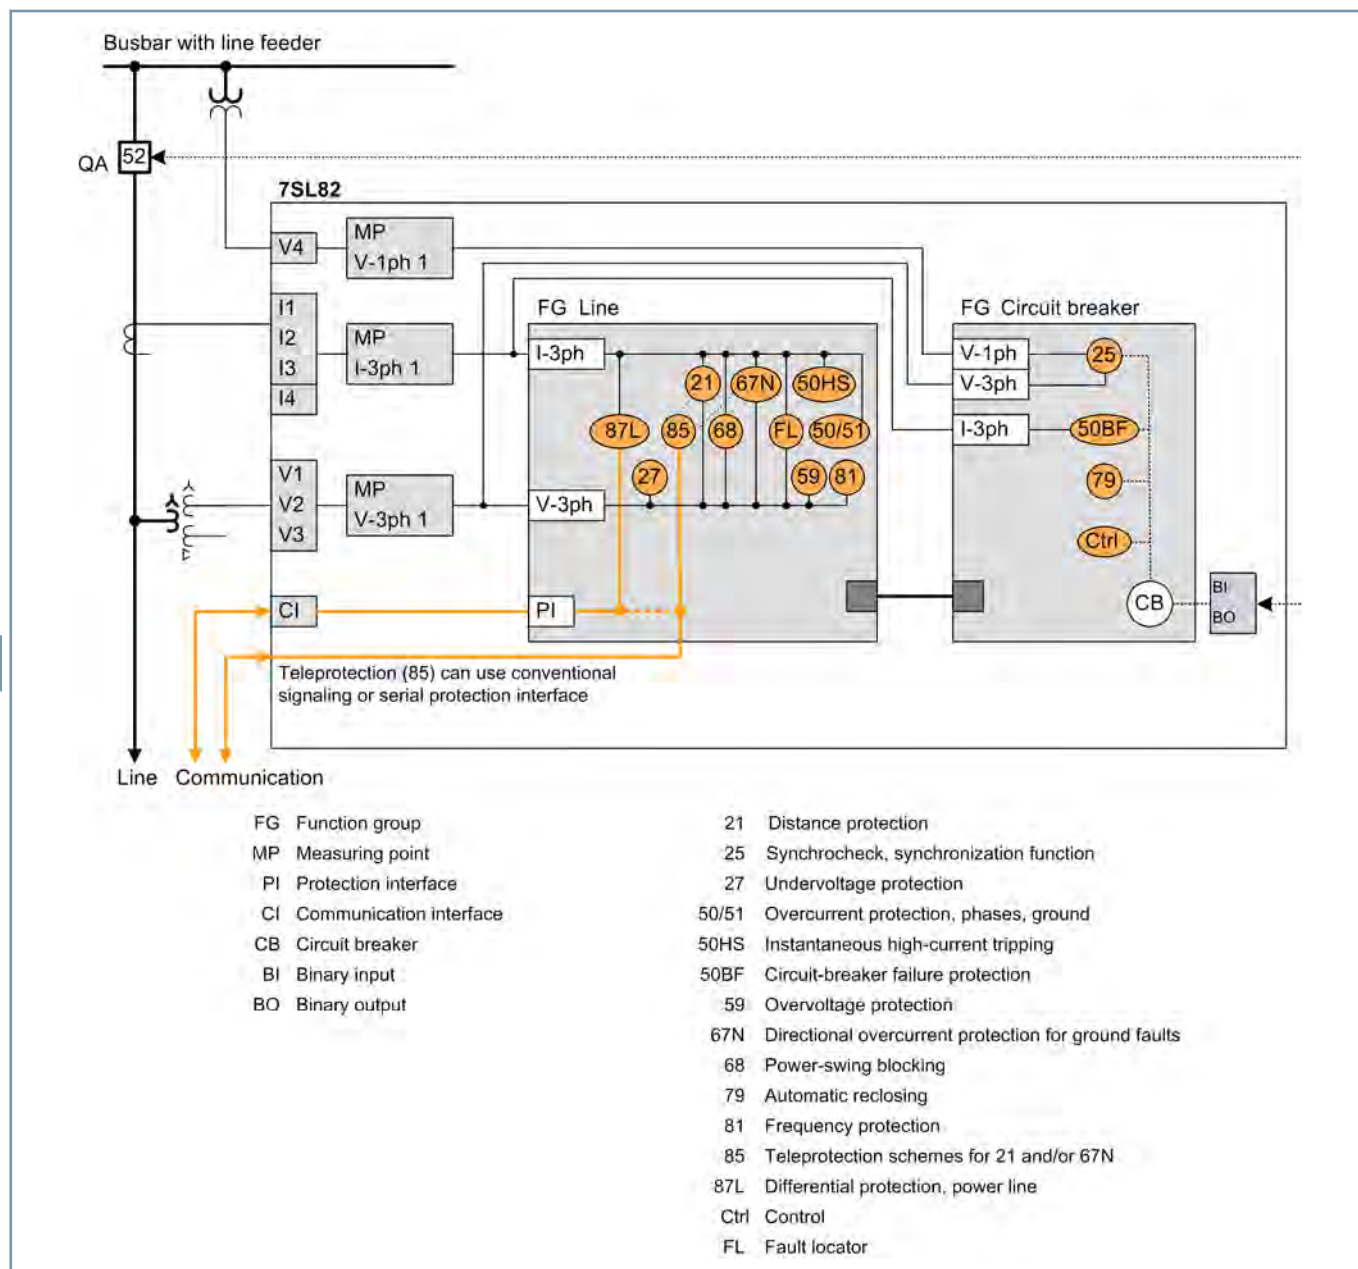 Busbar with line feeder
QA
52
7SL82
V4
MP
V-1ph 1
I1
I2
I3
I4
MP
I-3ph 1
V1
V2
V3
MP
V-3ph 1
CI
FG Line
I-3ph
V-3ph
PI
21
67N
50HS
87L
85
68
FL
50/51
27
59
81
FG Circuit breaker
V-1ph
V-3ph
I-3ph
25
50BF
79
Ctrl
CB
BI
BO
Teleprotection (85) can use conventional
signaling or serial protection interface
Line
Communication
FG Function group
MP Measuring point
PI Protection interface
CI Communication interface
CB Circuit breaker
BI Binary input
BO Binary output
21 Distance protection
25 Synchrocheck, synchronization function
27 Undervoltage protection
50/51 Overcurrent protection, phases, ground
50HS Instantaneous high-current tripping
50BF Circuit-breaker failure protection
59 Overvoltage protection
67N Directional overcurrent protection for ground faults
68 Power-swing blocking
79 Automatic reclosing
81 Frequency protection
85 Teleprotection schemes for 21 and/or 67N
87L Differential protection, power line
Ctrl Control
FL Fault locator